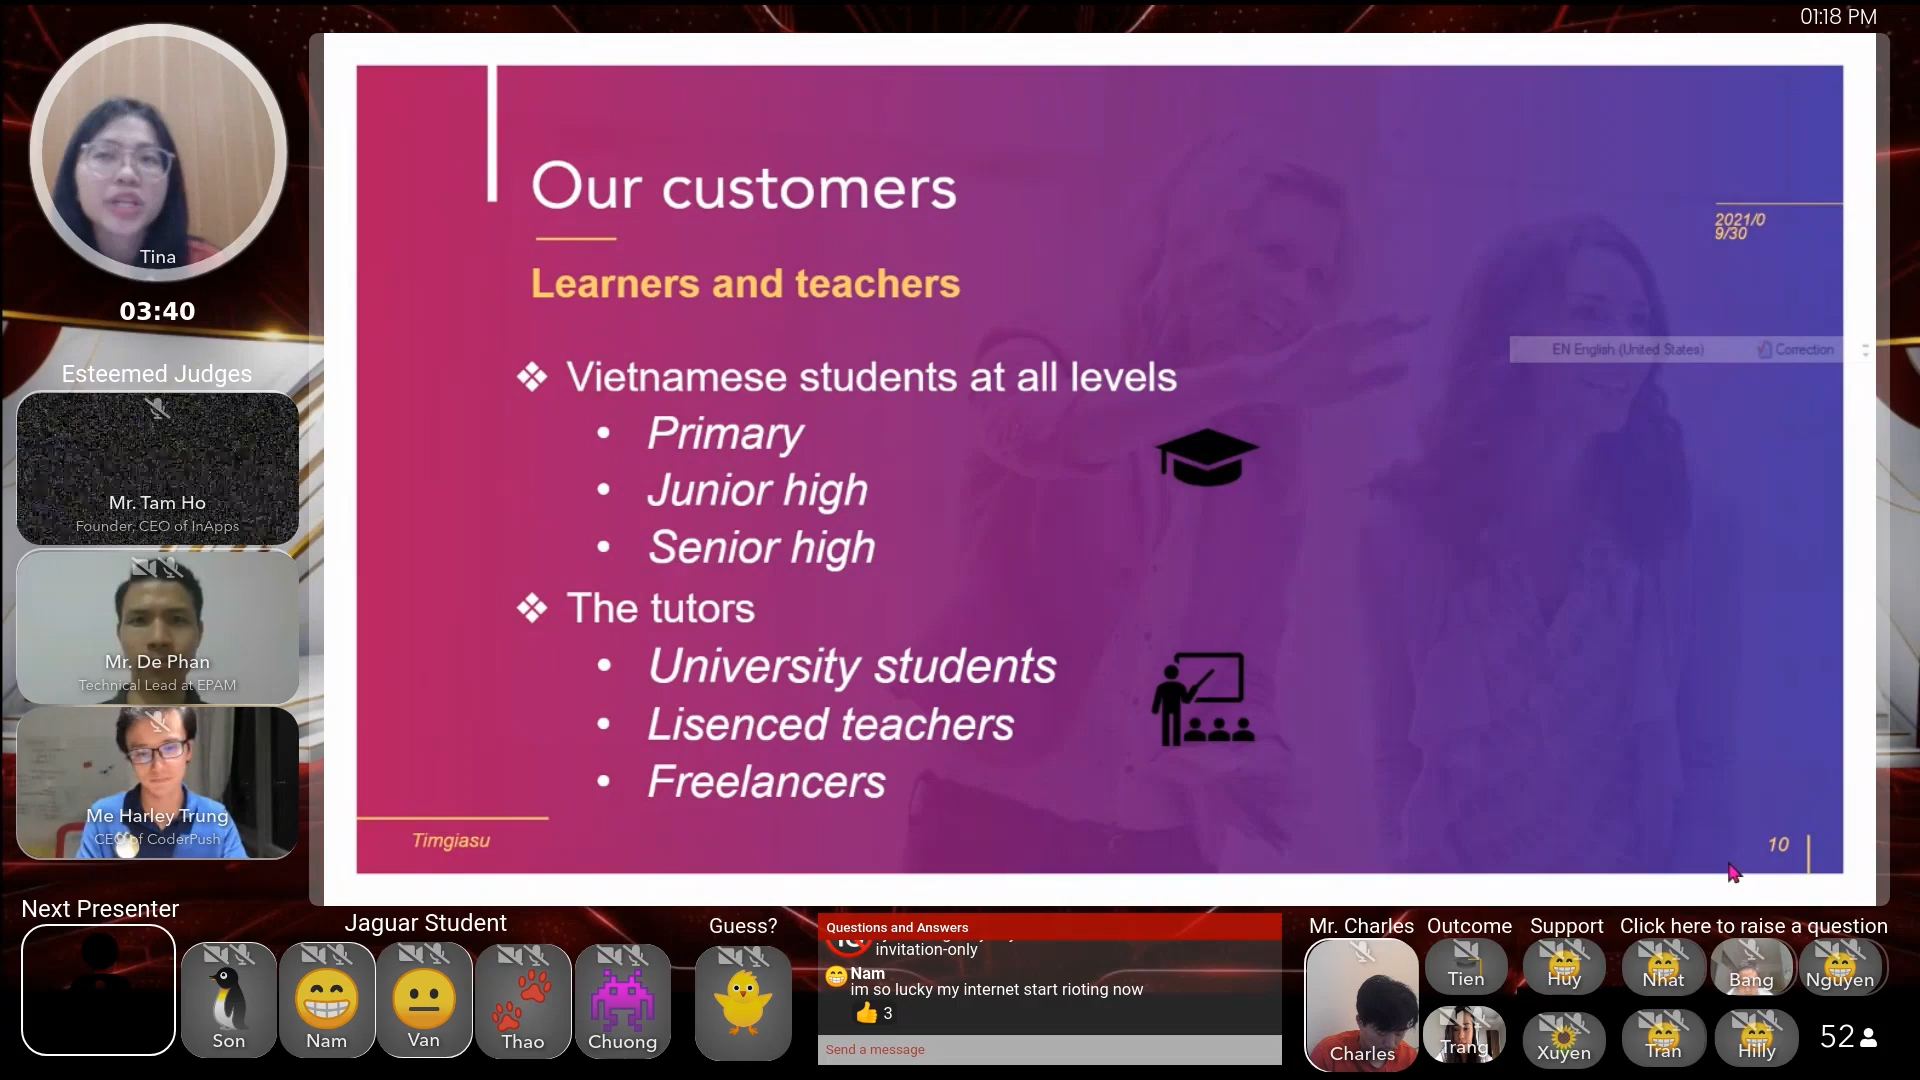 01:18 PM
Tina
03:40
Esteemed Judges
Mr. Tam Ho
Founder, CEO of InApps
Mr. De Phan
Technical Lead at EPAM
Me Harley Trung
CEO of CoderPush
Our customers
Learners and teachers
2021/0
9/30
EN English (United States) Correction
❖ Vietnamese students at all levels
• Primary
• Junior high
• Senior high
❖ The tutors
• University students
• Lisenced teachers
• Freelancers
Timgiasu
10
Next Presenter
Jaguar Student
Son
Nam
Van
Thao
Chuong
Guess?
Questions and Answers
invitation-only
Nam
im so lucky my internet start rioting now
3
Send a message
Mr. Charles
Charles
Outcome
Tien
Trang
Support
Huy
Xuyen
Click here to raise a question
Nhat
Bang
Nguyen
Tran
Hilly
52